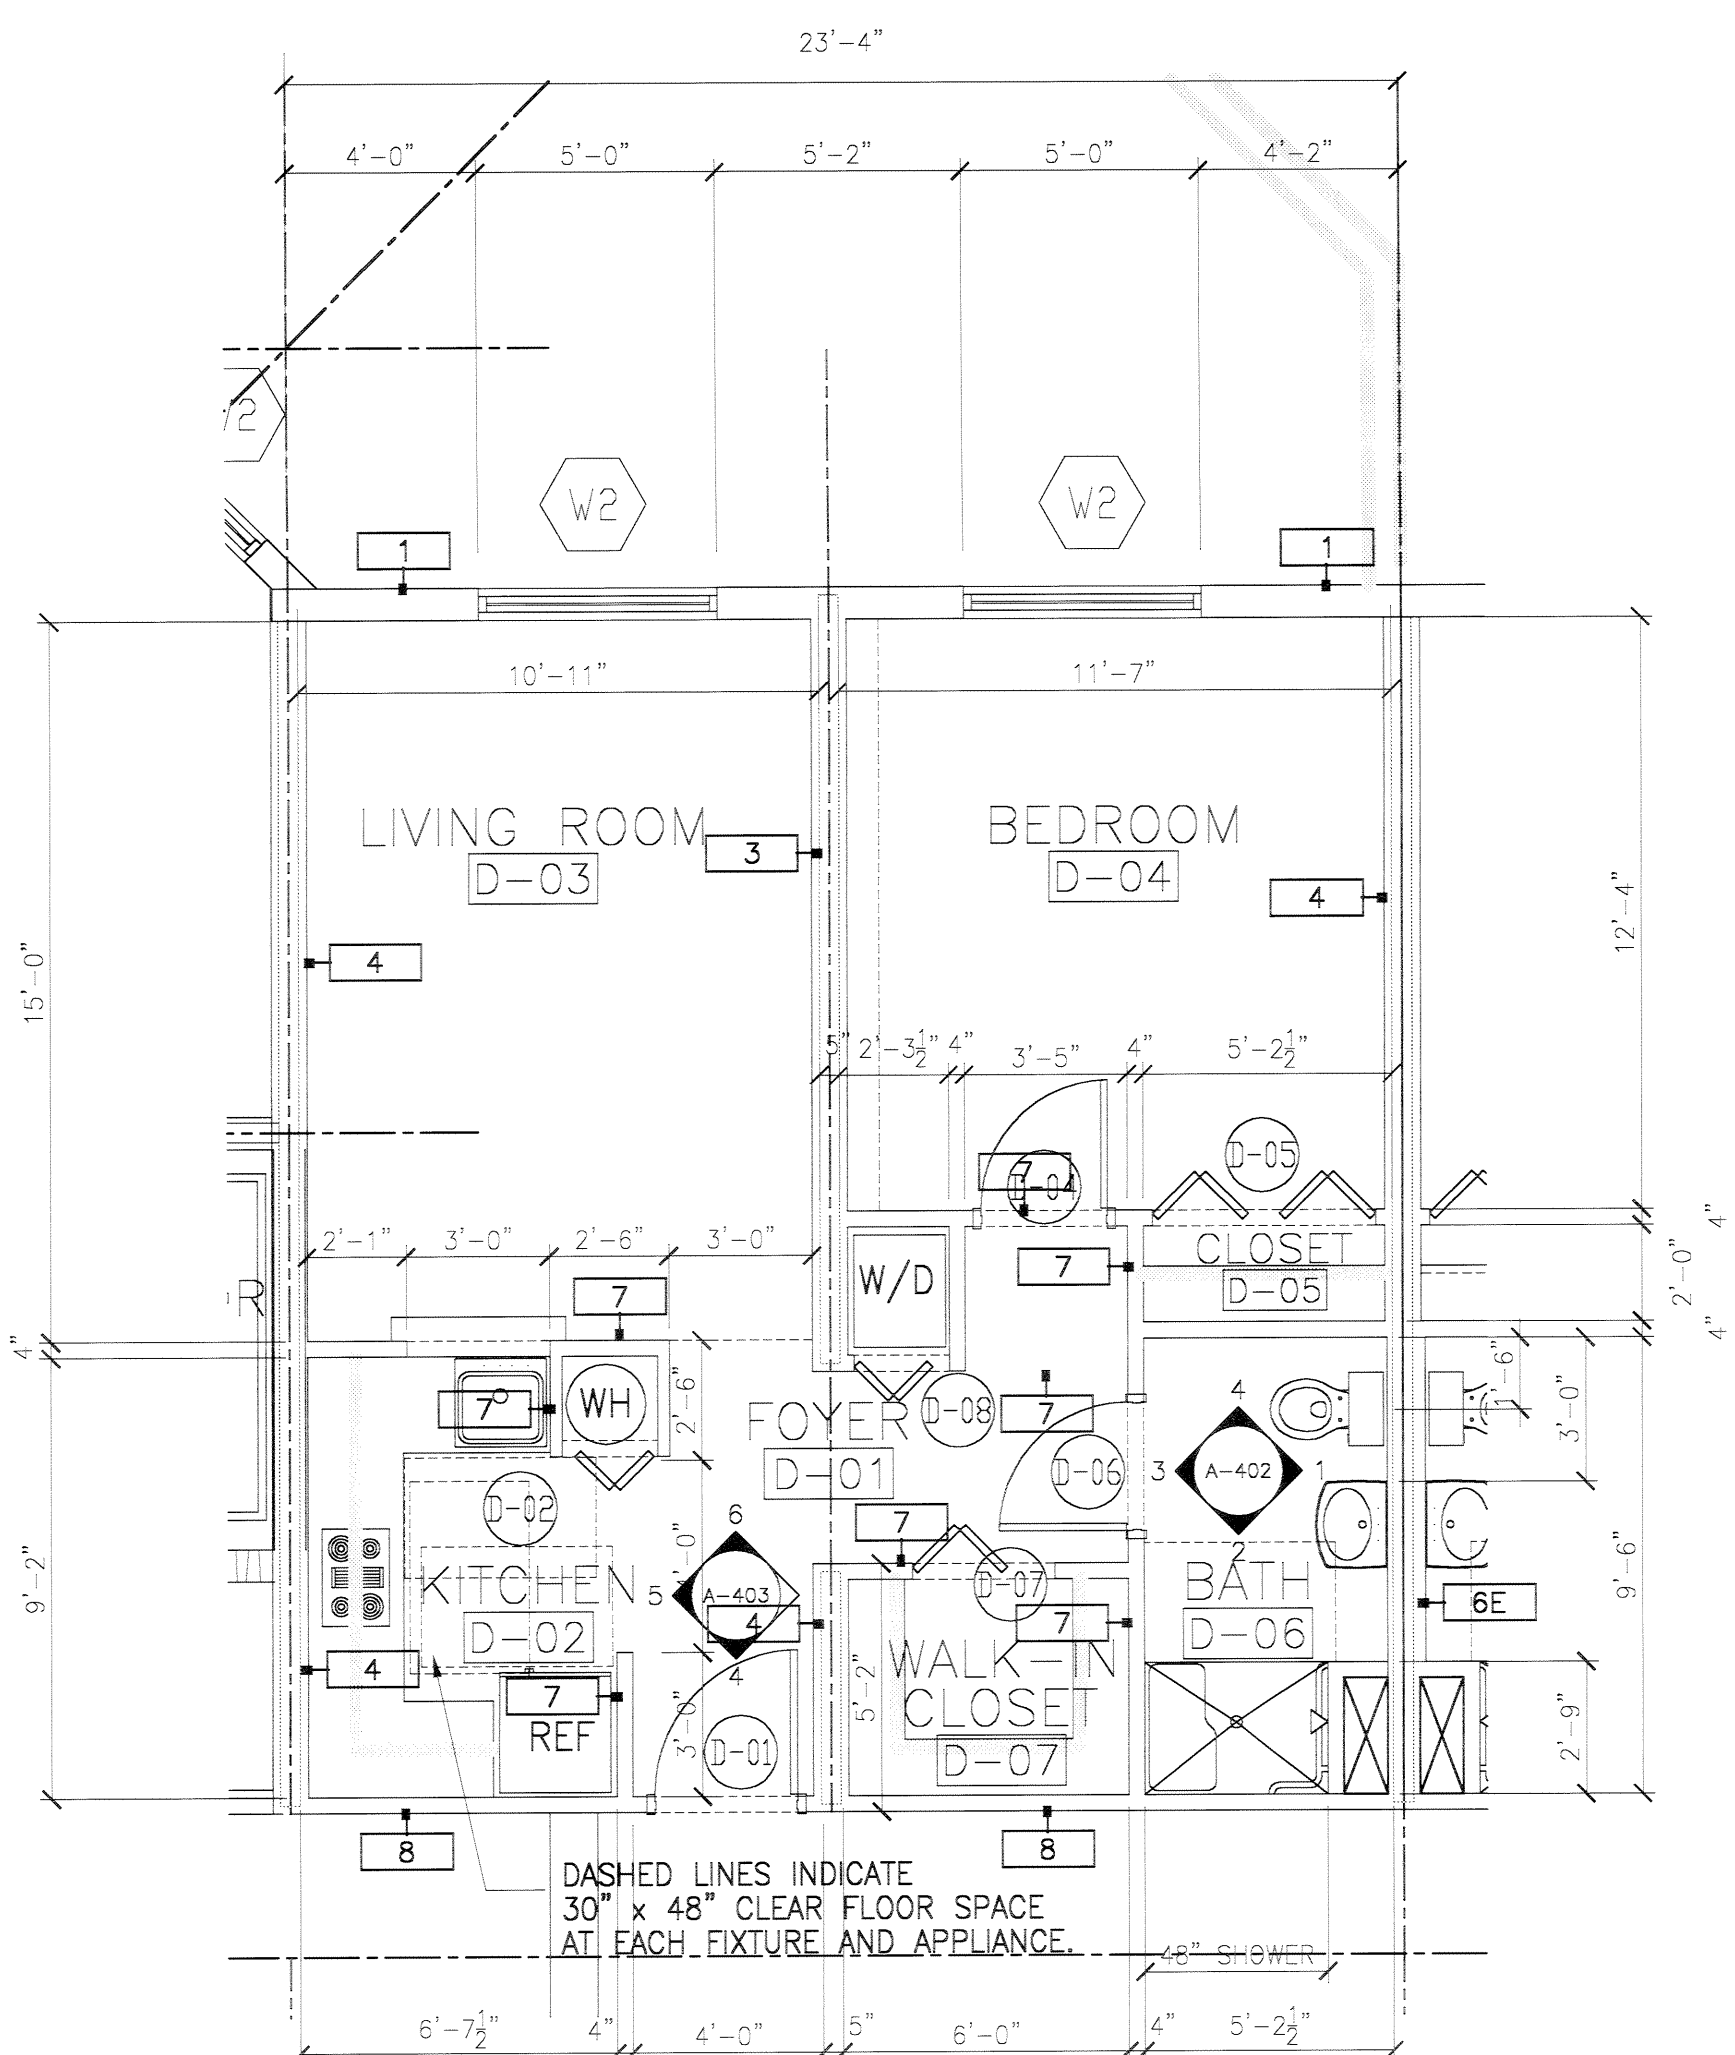 23'-4"
4'-0" 5'-0" 5'-2" 5'-0" 4'-2"
W2 W2
1 1
10'-11" 11'-7"
LIVING ROOM
D-03
3
BEDROOM
D-04
4
4
15'-0"
12'-4"
5" 2'-3½" 4" 3'-5" 4" 5'-2½"
D-05
7
D-04
2'-1" 3'-0" 2'-6" 3'-0"
7
W/D
7
CLOSET
D-05
4"
2'-0"
4"
4"
1'-6"
3'-0"
7
WH
2'-6"
FOYER
D-01
D-08
7
D-06
4
3 A-402 1
2
D-02
6
5 A-403
4
7
KITCHEN
D-02
4
D-07
7
BATH
D-06
6E
9'-2"
9'-6"
4
7
REF
3'-0"
D-01
5'-2"
WALK-IN
CLOSET
D-07
2'-9"
8 8
DASHED LINES INDICATE
30" x 48" CLEAR FLOOR SPACE
AT EACH FIXTURE AND APPLIANCE.
48" SHOWER
6'-7½" 4" 4'-0" 5" 6'-0" 4" 5'-2½"